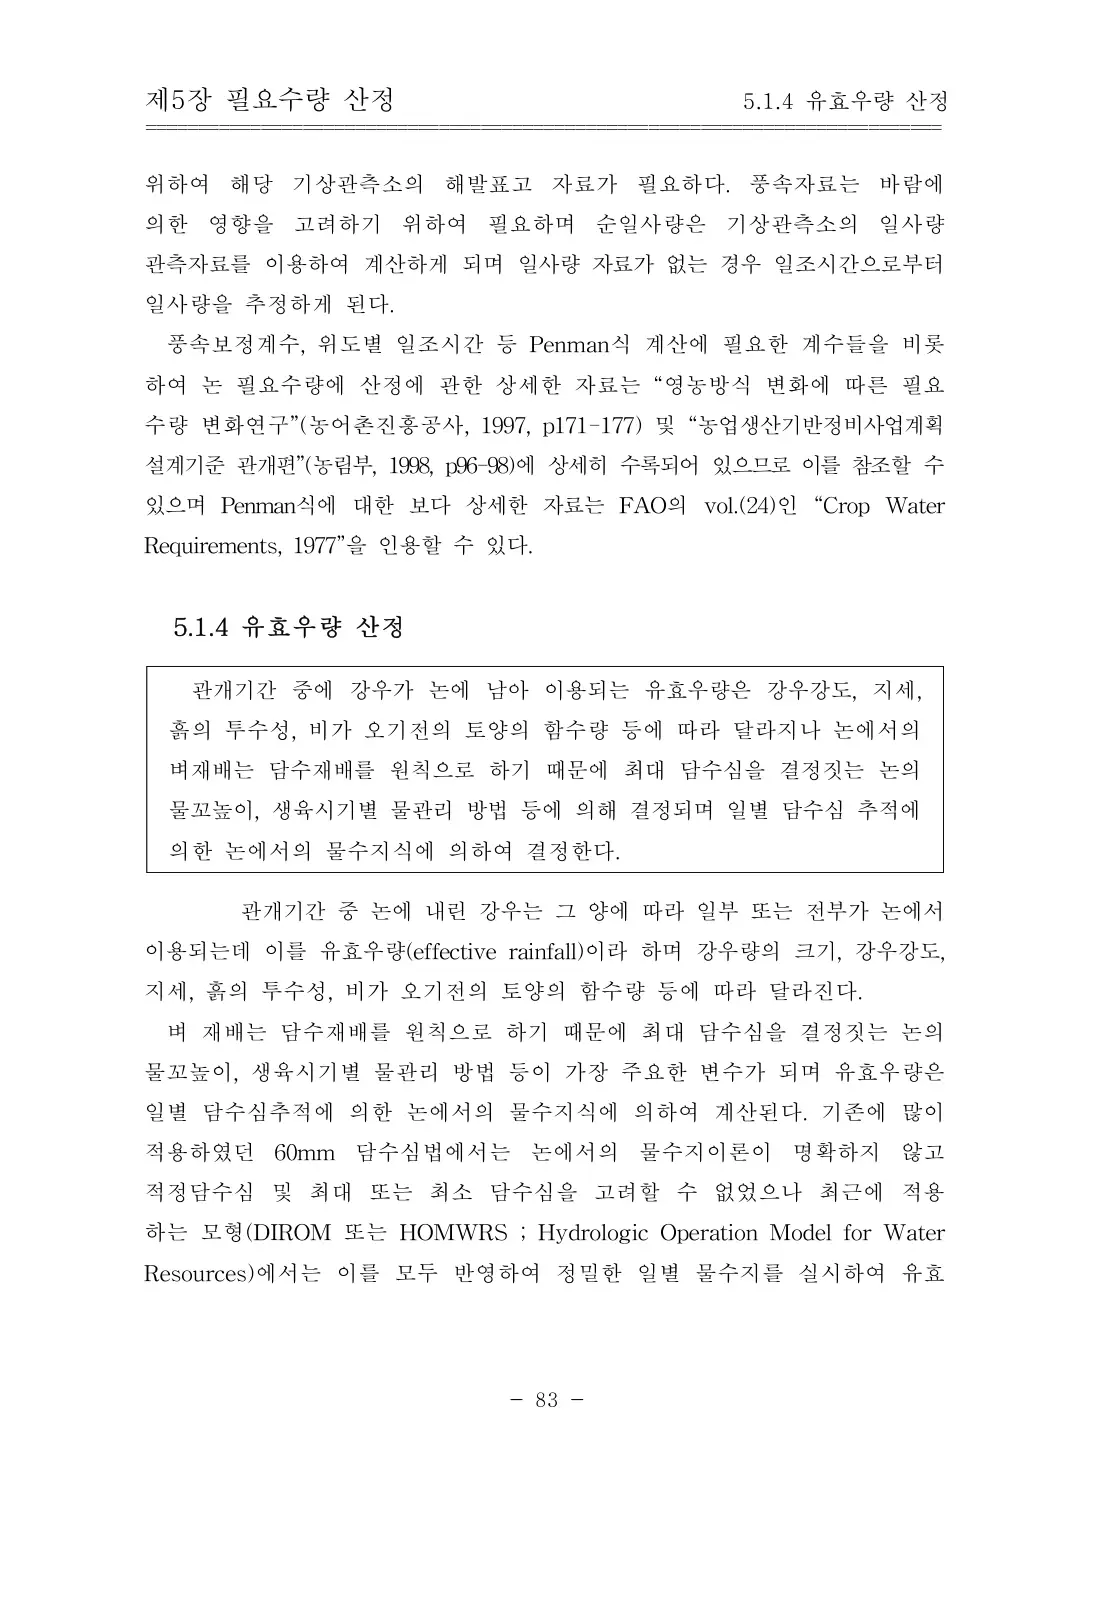 제5장 필요수량 산정 5.1.4 유효우량 산정
위하여 해당 기상관측소의 해발표고 자료가 필요하다. 풍속자료는 바람에
의한 영향을 고려하기 위하여 필요하며 순일사량은 기상관측소의 일사량
관측자료를 이용하여 계산하게 되며 일사량 자료가 없는 경우 일조시간으로부터
일사량을 추정하게 된다.
풍속보정계수, 위도별 일조시간 등 Penman식 계산에 필요한 계수들을 비롯
하여 논 필요수량에 산정에 관한 상세한 자료는 “영농방식 변화에 따른 필요
수량 변화연구”(농어촌진흥공사, 1997, p171-177) 및 “농업생산기반정비사업계획
설계기준 관개편”(농림부, 1998, p96-98)에 상세히 수록되어 있으므로 이를 참조할 수
있으며 Penman식에 대한 보다 상세한 자료는 FAO의 vol.(24)인 “Crop Water
Requirements, 1977”을 인용할 수 있다.
5.1.4 유효우량 산정
관개기간 중에 강우가 논에 남아 이용되는 유효우량은 강우강도, 지세,
흙의 투수성, 비가 오기전의 토양의 함수량 등에 따라 달라지나 논에서의
벼재배는 담수재배를 원칙으로 하기 때문에 최대 담수심을 결정짓는 논의
물꼬높이, 생육시기별 물관리 방법 등에 의해 결정되며 일별 담수심 추적에
의한 논에서의 물수지식에 의하여 결정한다.
관개기간 중 논에 내린 강우는 그 양에 따라 일부 또는 전부가 논에서
이용되는데 이를 유효우량(effective rainfall)이라 하며 강우량의 크기, 강우강도,
지세, 흙의 투수성, 비가 오기전의 토양의 함수량 등에 따라 달라진다.
벼 재배는 담수재배를 원칙으로 하기 때문에 최대 담수심을 결정짓는 논의
물꼬높이, 생육시기별 물관리 방법 등이 가장 주요한 변수가 되며 유효우량은
일별 담수심추적에 의한 논에서의 물수지식에 의하여 계산된다. 기존에 많이
적용하였던 60mm 담수심법에서는 논에서의 물수지이론이 명확하지 않고
적정담수심 및 최대 또는 최소 담수심을 고려할 수 없었으나 최근에 적용
하는 모형(DIROM 또는 HOMWRS ; Hydrologic Operation Model for Water
Resources)에서는 이를 모두 반영하여 정밀한 일별 물수지를 실시하여 유효
- 83 -